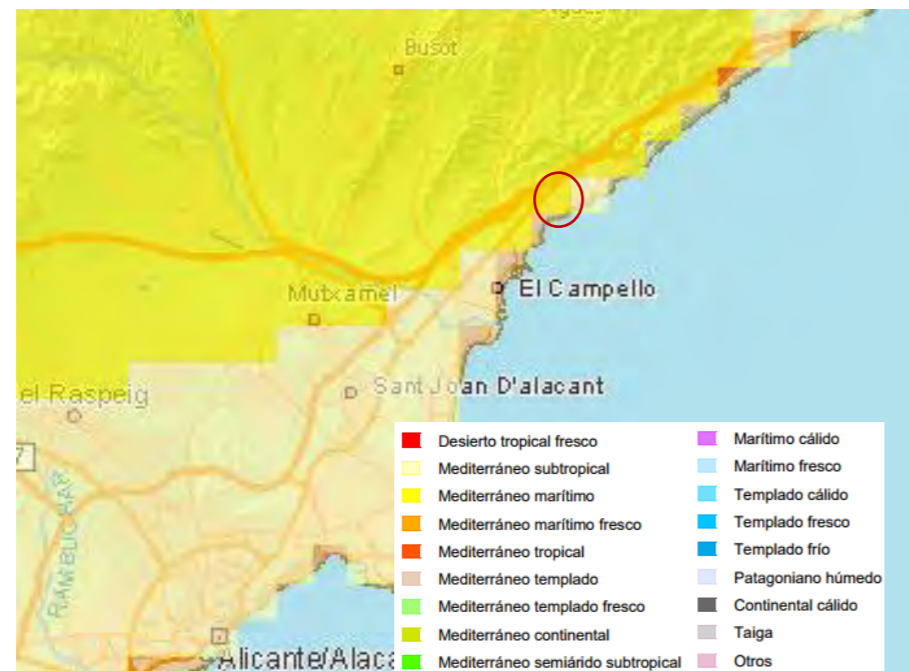 Busot
Mutxamel
El Campello
el Raspeig
Sant Joan D'alacant
7
Alicante/Alaca
Desierto tropical fresco
Mediterráneo subtropical
Mediterráneo marítimo
Mediterráneo marítimo fresco
Mediterráneo tropical
Mediterráneo templado
Mediterráneo templado fresco
Mediterráneo continental
Mediterráneo semiárido subtropical
Marítimo cálido
Marítimo fresco
Templado cálido
Templado fresco
Templado frío
Patagoniano húmedo
Continental cálido
Taiga
Otros